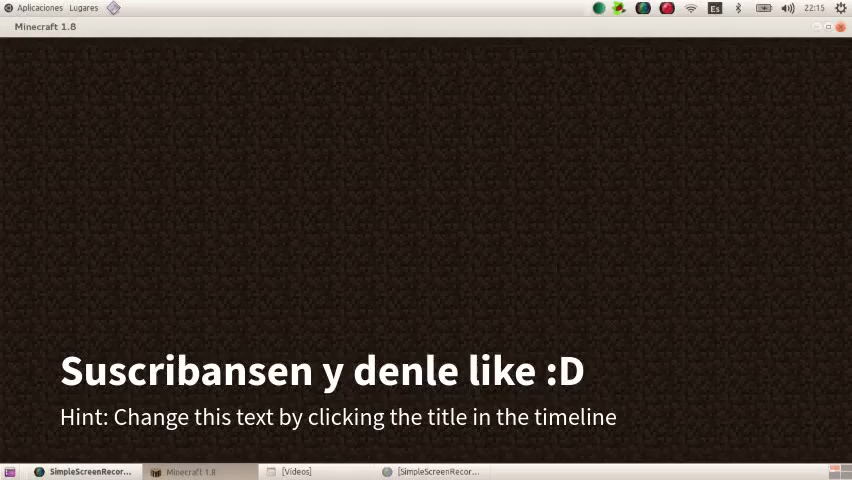 Aplicaciones Lugares Es 22:15
Minecraft 1.8
Suscribansen y denle like :D
Hint: Change this text by clicking the title in the timeline
SimpleScreenRecor... Minecraft 1.8 [Vídeos] [SimpleScreenRecor...